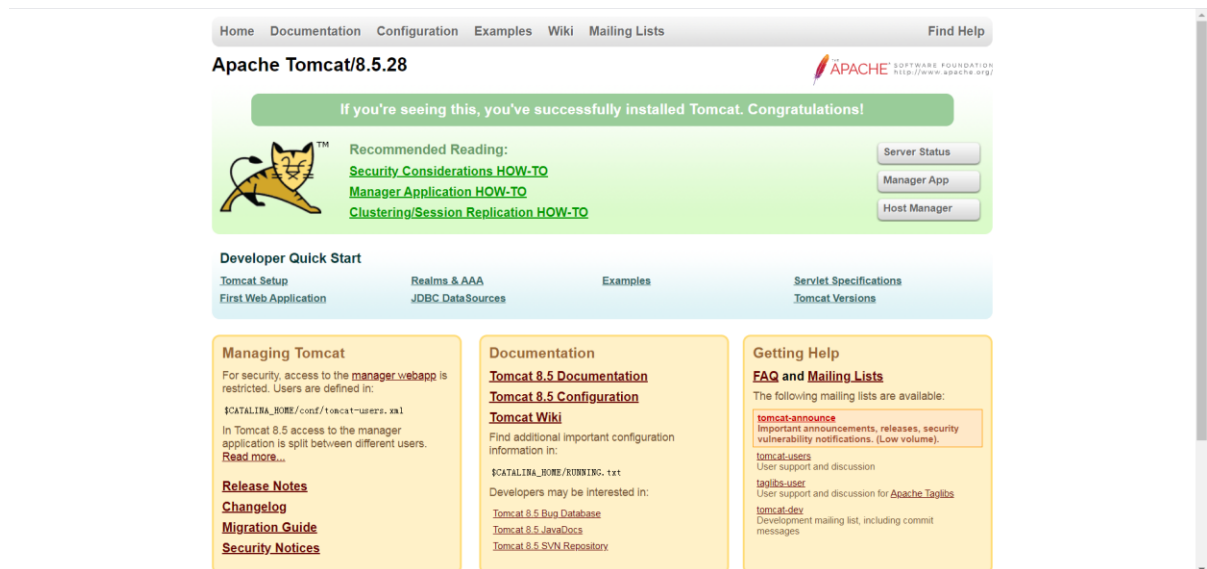 Home Documentation Configuration Examples Wiki Mailing Lists Find Help
Apache Tomcat/8.5.28
THE
APACHE® SOFTWARE FOUNDATION
http://www.apache.org/
If you're seeing this, you've successfully installed Tomcat. Congratulations!
TM
Recommended Reading:
Security Considerations HOW-TO
Manager Application HOW-TO
Clustering/Session Replication HOW-TO
Server Status
Manager App
Host Manager
Developer Quick Start
Tomcat Setup
First Web Application
Realms & AAA
JDBC DataSources
Examples
Servlet Specifications
Tomcat Versions
Managing Tomcat
For security, access to the manager webapp is
restricted. Users are defined in:
$CATALINA_HOME/conf/tomcat-users.xml
In Tomcat 8.5 access to the manager
application is split between different users.
Read more...
Release Notes
Changelog
Migration Guide
Security Notices
Documentation
Tomcat 8.5 Documentation
Tomcat 8.5 Configuration
Tomcat Wiki
Find additional important configuration
information in:
$CATALINA_HOME/RUNNING.txt
Developers may be interested in:
Tomcat 8.5 Bug Database
Tomcat 8.5 JavaDocs
Tomcat 8.5 SVN Repository
Getting Help
FAQ and Mailing Lists
The following mailing lists are available:
tomcat-announce
Important announcements, releases, security
vulnerability notifications. (Low volume).
tomcat-users
User support and discussion
taglibs-user
User support and discussion for Apache Taglibs
tomcat-dev
Development mailing list, including commit
messages